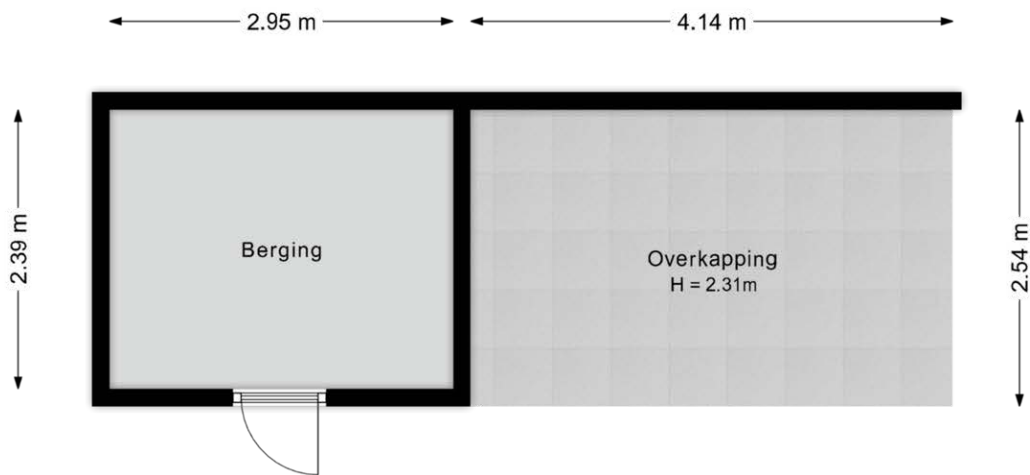 2.95 m
4.14 m
2.39 m
Berging
Overkapping
H = 2.31m
2.54 m